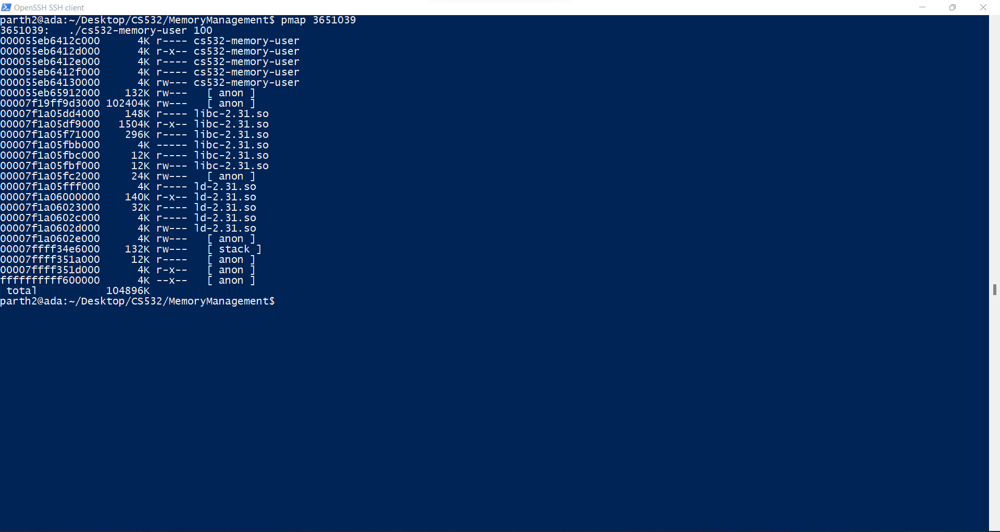 OpenSSH SSH client
parth2@ada:~/Desktop/CS532/MemoryManagement$ pmap 3651039
3651039:   ./cs532-memory-user 100
000055eb6412c000      4K r---- cs532-memory-user
000055eb6412d000      4K r-x-- cs532-memory-user
000055eb6412e000      4K r---- cs532-memory-user
000055eb6412f000      4K r---- cs532-memory-user
000055eb64130000      4K rw--- cs532-memory-user
000055eb65912000    132K rw---   [ anon ]
00007f19ff9d3000 102404K rw---   [ anon ]
00007f1a05dd4000    148K r---- libc-2.31.so
00007f1a05df9000   1504K r-x-- libc-2.31.so
00007f1a05f71000    296K r---- libc-2.31.so
00007f1a05fbb000      4K ----- libc-2.31.so
00007f1a05fbc000     12K r---- libc-2.31.so
00007f1a05fbf000     12K rw--- libc-2.31.so
00007f1a05fc2000     24K rw---   [ anon ]
00007f1a05fff000      4K r---- ld-2.31.so
00007f1a06000000    140K r-x-- ld-2.31.so
00007f1a06023000     32K r---- ld-2.31.so
00007f1a0602c000      4K r---- ld-2.31.so
00007f1a0602d000      4K rw--- ld-2.31.so
00007f1a0602e000      4K rw---   [ anon ]
00007ffff34e6000    132K rw---   [ stack ]
00007ffff351a000     12K r----   [ anon ]
00007ffff351d000      4K r-x--   [ anon ]
ffffffffff600000      4K --x--   [ anon ]
 total           104896K
parth2@ada:~/Desktop/CS532/MemoryManagement$